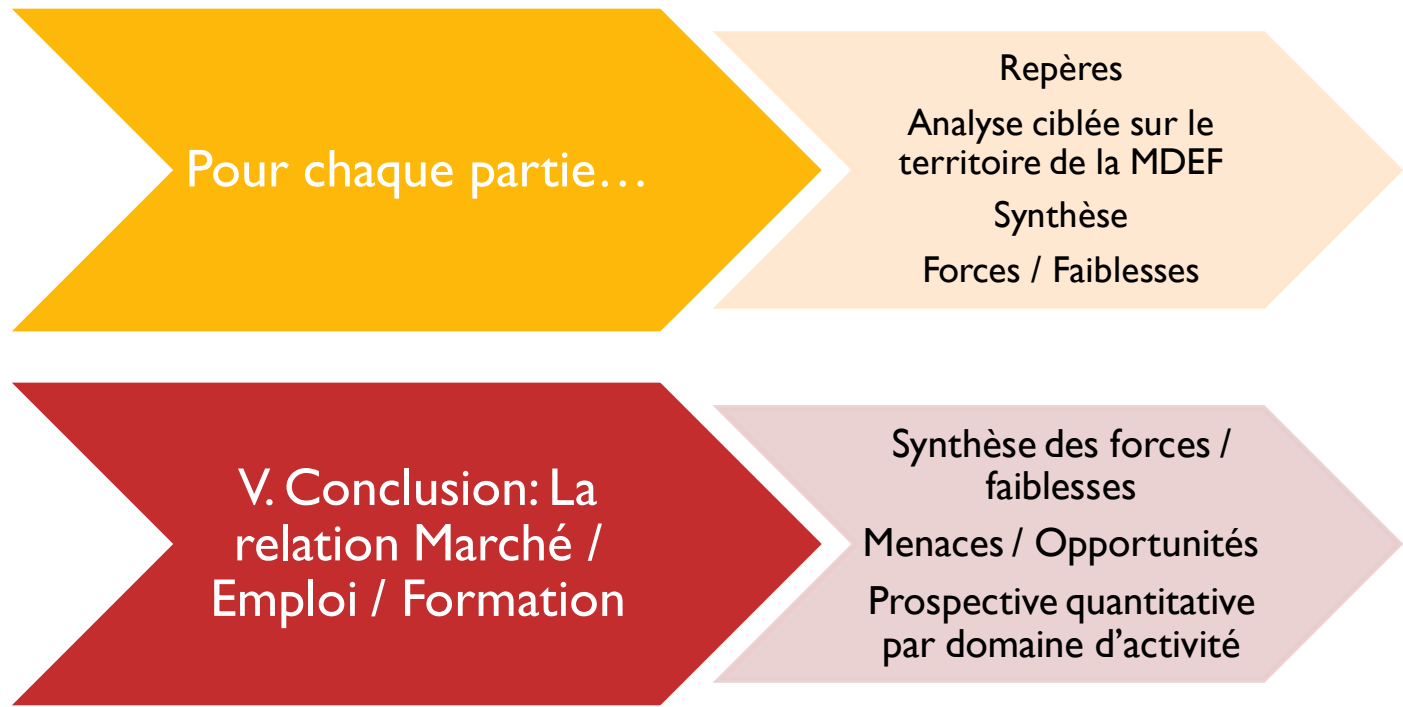 Pour chaque partie…
Repères
Analyse ciblée sur le
territoire de la MDEF
Synthèse
Forces / Faiblesses
V. Conclusion: La
relation Marché /
Emploi / Formation
Synthèse des forces /
faiblesses
Menaces / Opportunités
Prospective quantitative
par domaine d’activité